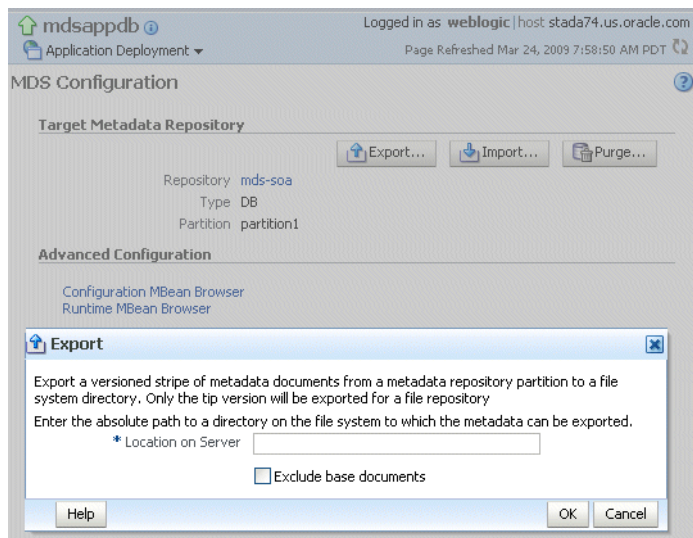 mdsappdb
Logged in as weblogic|host stada74.us.oracle.com
Application Deployment
Page Refreshed Mar 24, 2009 7:58:50 AM PDT
MDS Configuration
Target Metadata Repository
Export... Import... Purge...
Repository mds-soa
Type DB
Partition partition1
Advanced Configuration
Configuration MBean Browser
Runtime MBean Browser
Export
Export a versioned stripe of metadata documents from a metadata repository partition to a file
system directory. Only the tip version will be exported for a file repository
Enter the absolute path to a directory on the file system to which the metadata can be exported.
* Location on Server
Exclude base documents
Help OK Cancel